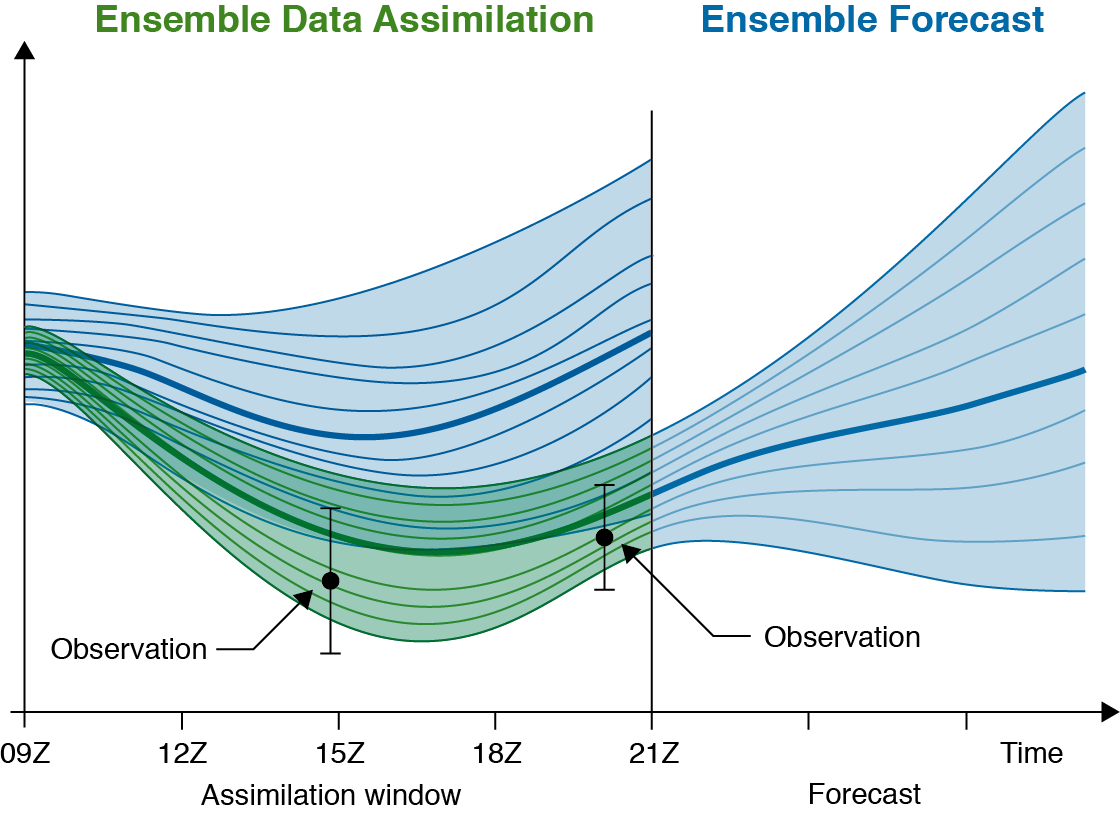 Ensemble Data Assimilation
Ensemble Forecast
Observation
Observation
09Z
12Z
15Z
18Z
21Z
Time
Assimilation window
Forecast